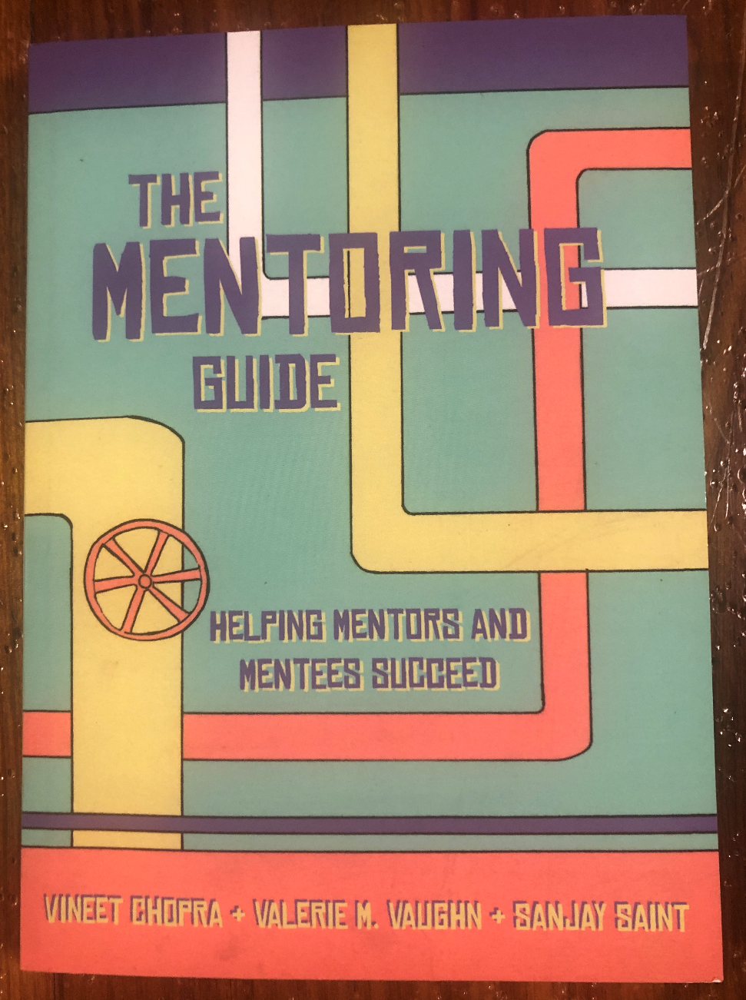 THE
MENTORING
GUIDE
HELPING MENTORS AND
MENTEES SUCCEED
VINEET CHOPRA + VALERIE M. VAUGHN + SANJAY SAINT